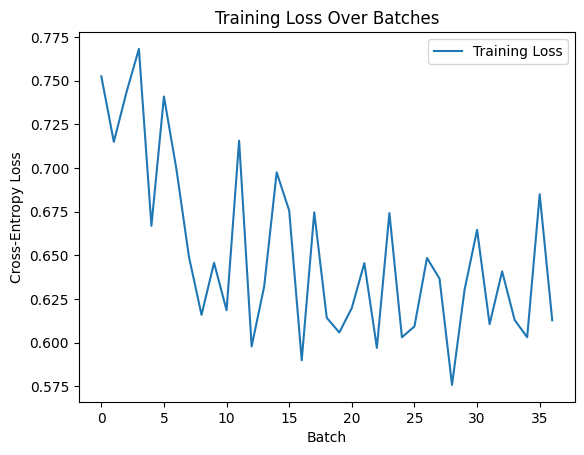 Training Loss Over Batches
Training Loss
0.775
0.750
0.725
0.700
0.675
0.650
0.625
0.600
0.575
Cross-Entropy Loss
0 5 10 15 20 25 30 35
Batch